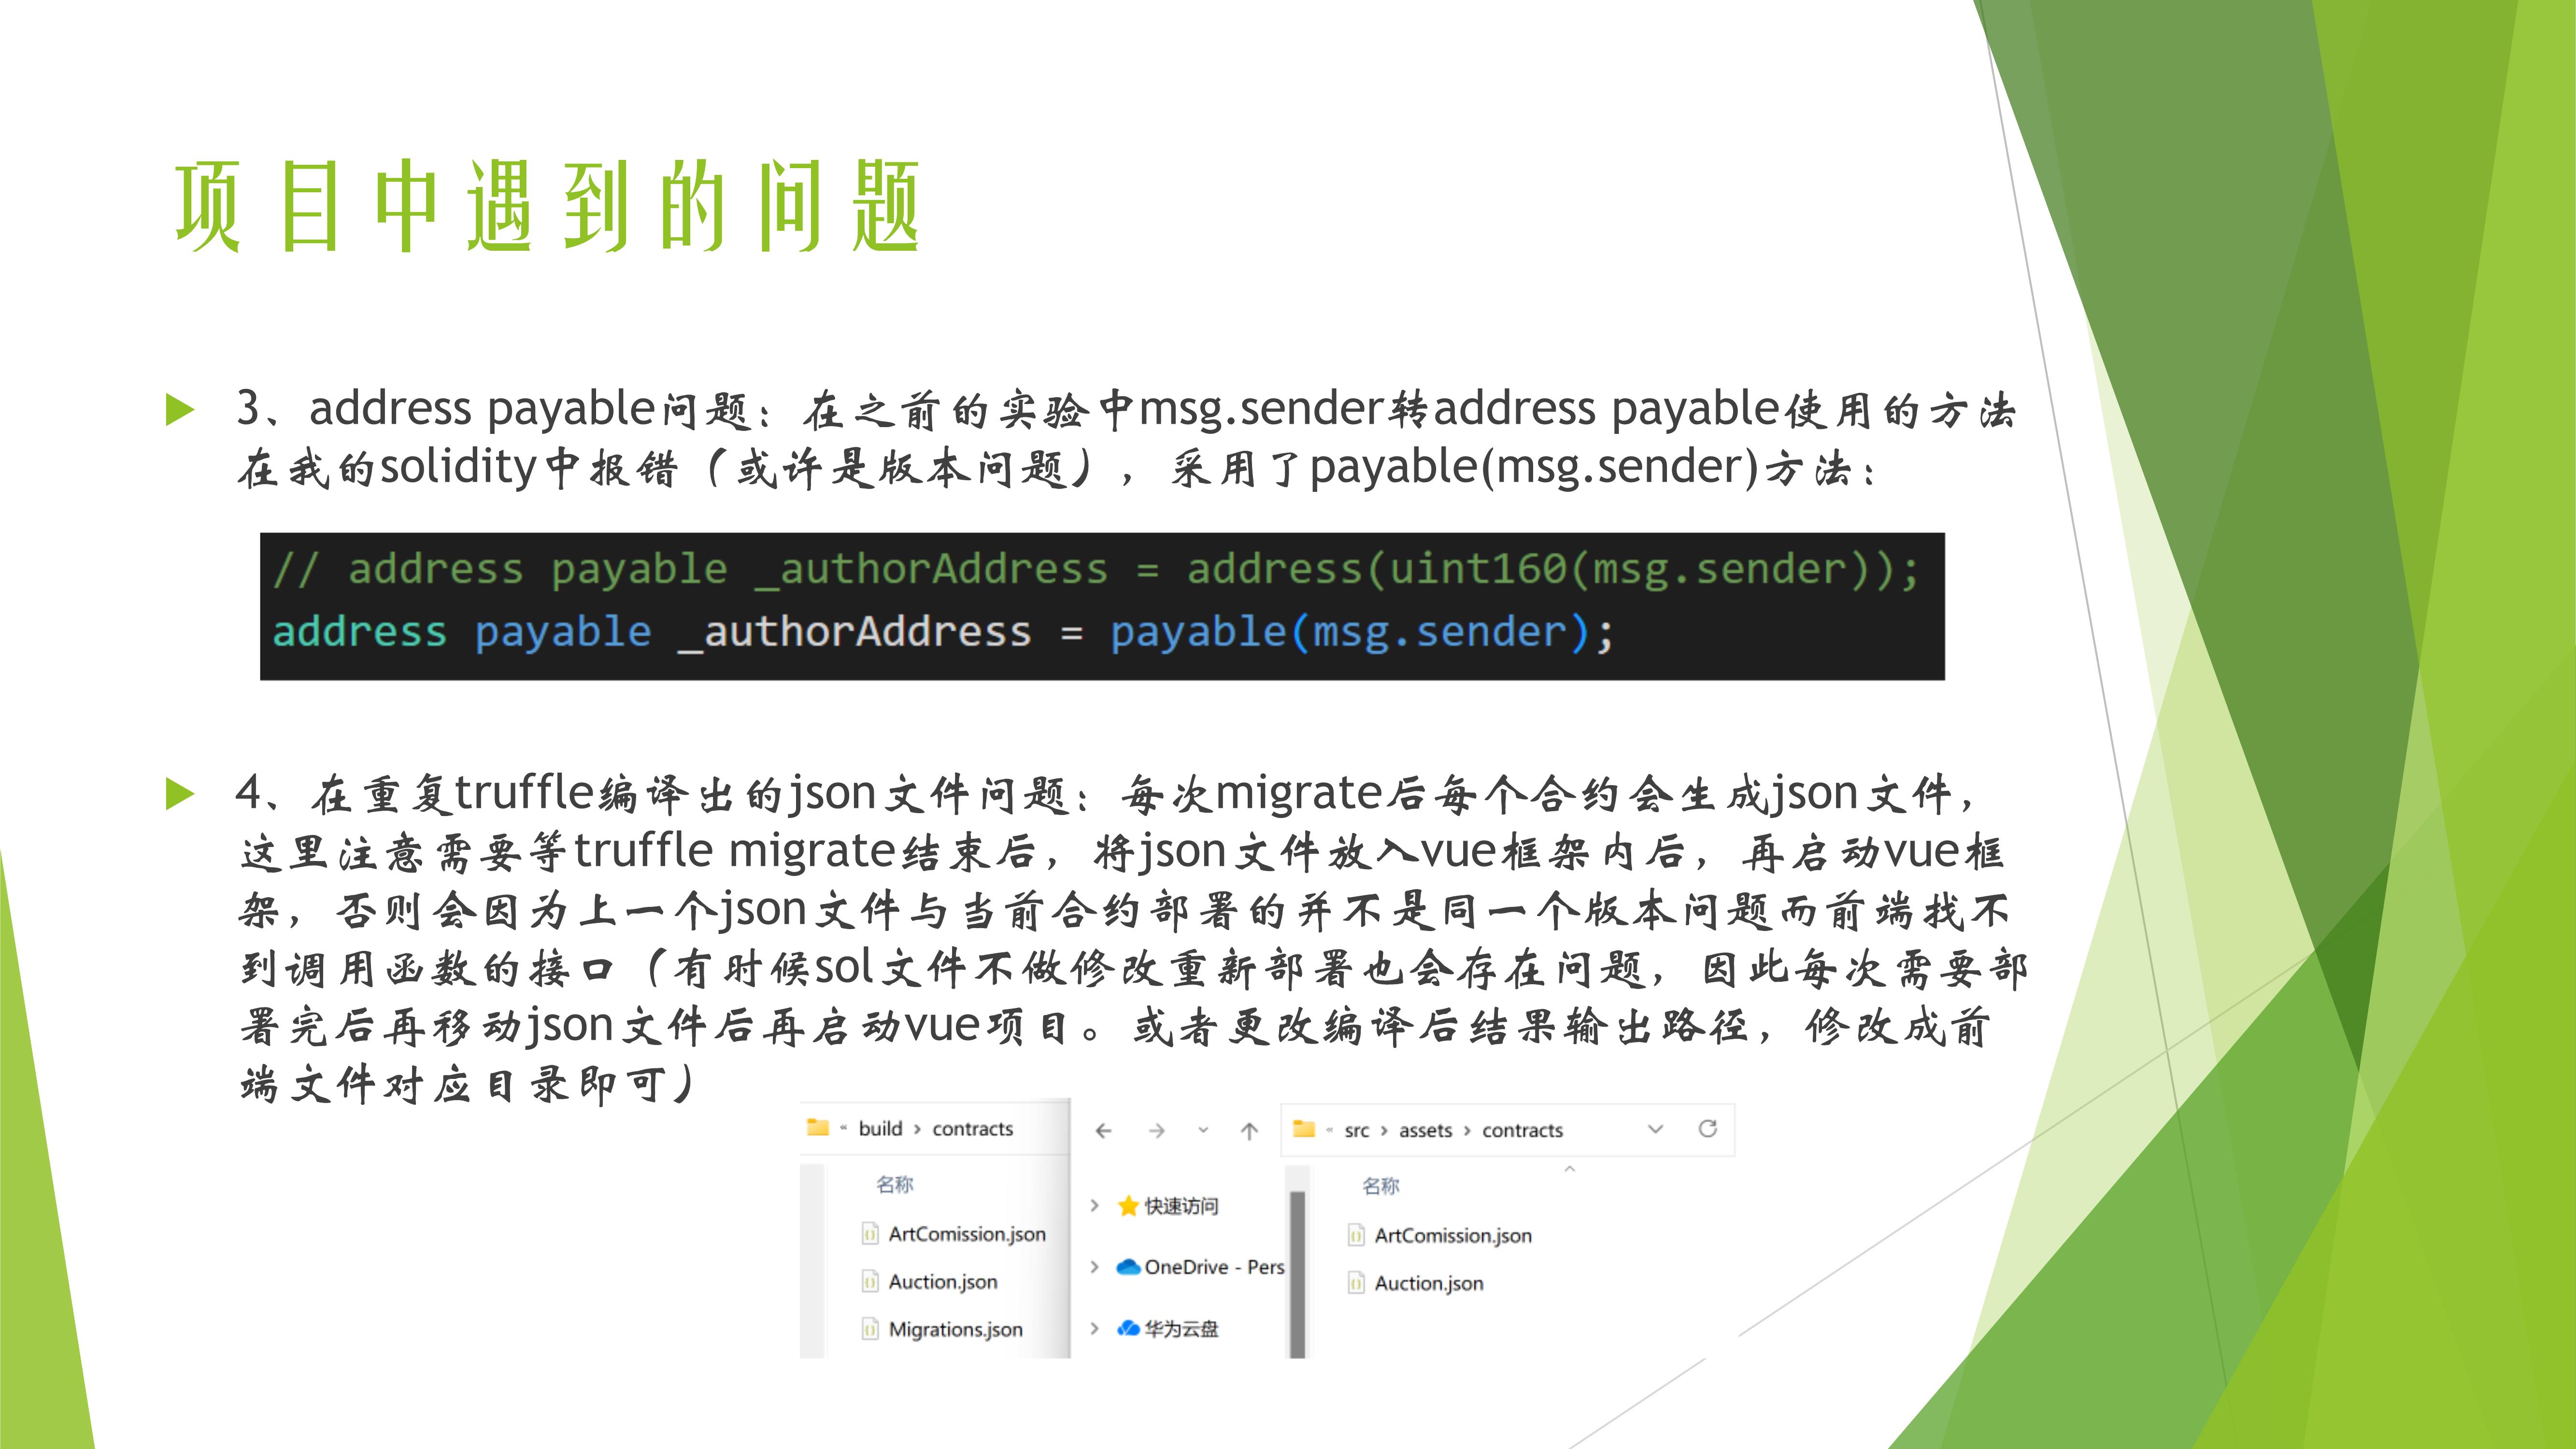 项目中遇到的问题
3、address payable问题：在之前的实验中msg.sender转address payable使用的方法
在我的solidity中报错（或许是版本问题），采用了payable(msg.sender)方法：
// address payable _authorAddress = address(uint160(msg.sender));
address payable _authorAddress = payable(msg.sender);
4、在重复truffle编译出的json文件问题：每次migrate后每个合约会生成json文件，
这里注意需要等truffle migrate结束后，将json文件放入vue框架内后，再启动vue框
架，否则会因为上一个json文件与当前合约部署的并不是同一个版本问题而前端找不
到调用函数的接口（有时候sol文件不做修改重新部署也会存在问题，因此每次需要部
署完后再移动json文件后再启动vue项目。或者更改编译后结果输出路径，修改成前
端文件对应目录即可）
« build › contracts
名称
ArtComission.json
Auction.json
Migrations.json
« src › assets › contracts
快速访问
OneDrive - Pers
华为云盘
名称
ArtComission.json
Auction.json